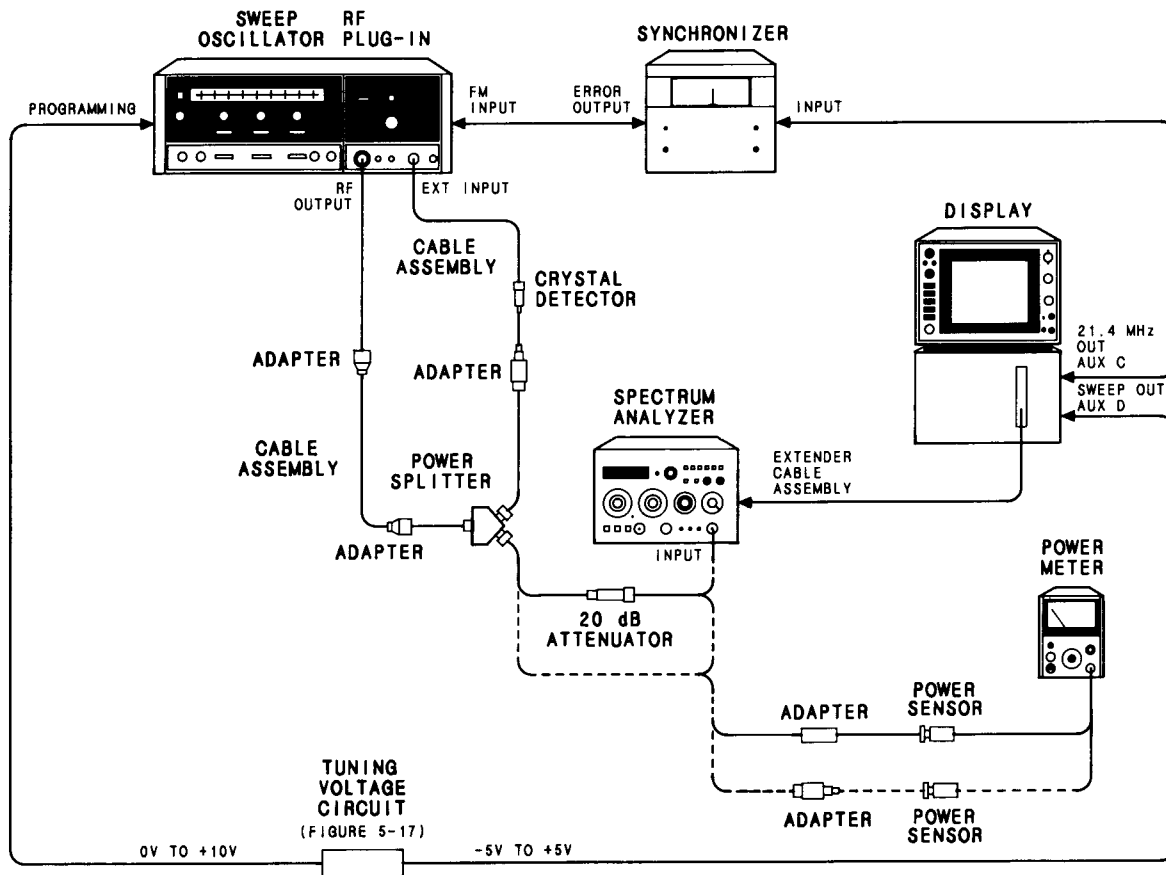 SWEEP
OSCILLATOR
RF
PLUG-IN
SYNCHRONIZER
PROGRAMMING
FM
INPUT
ERROR
OUTPUT
INPUT
RF
OUTPUT
EXT INPUT
DISPLAY
CABLE
ASSEMBLY
CRYSTAL
DETECTOR
21.4 MHz
OUT
AUX C
SWEEP OUT
AUX D
ADAPTER
ADAPTER
SPECTRUM
ANALYZER
CABLE
ASSEMBLY
POWER
SPLITTER
EXTENDER
CABLE
ASSEMBLY
ADAPTER
INPUT
POWER
METER
20 dB
ATTENUATOR
ADAPTER
POWER
SENSOR
TUNING
VOLTAGE
CIRCUIT
(FIGURE 5-17)
ADAPTER
POWER
SENSOR
0V TO +10V
-5V TO +5V